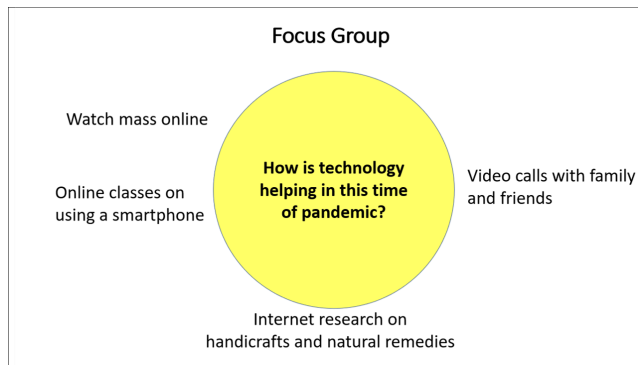 Focus Group
Watch mass online
Online classes on
using a smartphone
How is technology
helping in this time
of pandemic?
Video calls with family
and friends
Internet research on
handicrafts and natural remedies